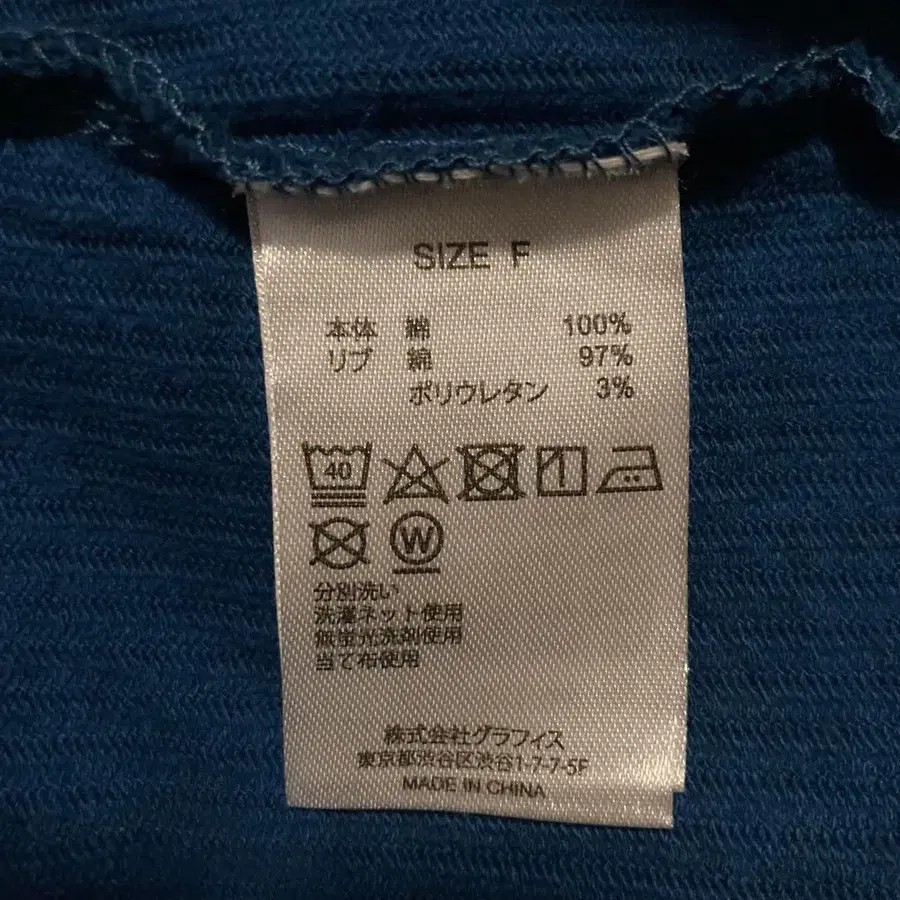 SIZE F
本体 綿 100%
リブ 綿 97%
ポリウレタン 3%
40
W
分別洗い
洗濯ネット使用
無蛍光洗剤使用
当て布使用
株式会社グラフィス
東京都渋谷区渋谷1-7-7-5F
MADE IN CHINA